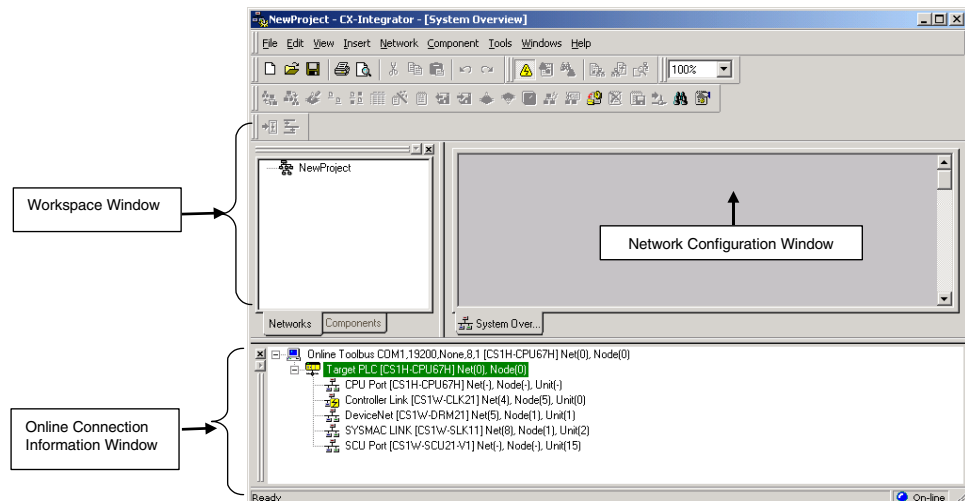 NewProject - CX-Integrator - [System Overview]
File Edit View Insert Network Component Tools Windows Help
100%
NewProject
Workspace Window
Network Configuration Window
Networks Components
System Over...
Online Toolbus COM1,19200,None,8,1 [CS1H-CPU67H] Net(0), Node(0)
Target PLC [CS1H-CPU67H] Net(0), Node(0)
CPU Port [CS1H-CPU67H] Net(-), Node(-), Unit(-)
Controller Link [CS1W-CLK21] Net(4), Node(5), Unit(0)
DeviceNet [CS1W-DRM21] Net(5), Node(1), Unit(1)
SYSMAC LINK [CS1W-SLK11] Net(8), Node(1), Unit(2)
SCU Port [CS1W-SCU21-V1] Net(-), Node(-), Unit(15)
Online Connection
Information Window
Ready
On-line